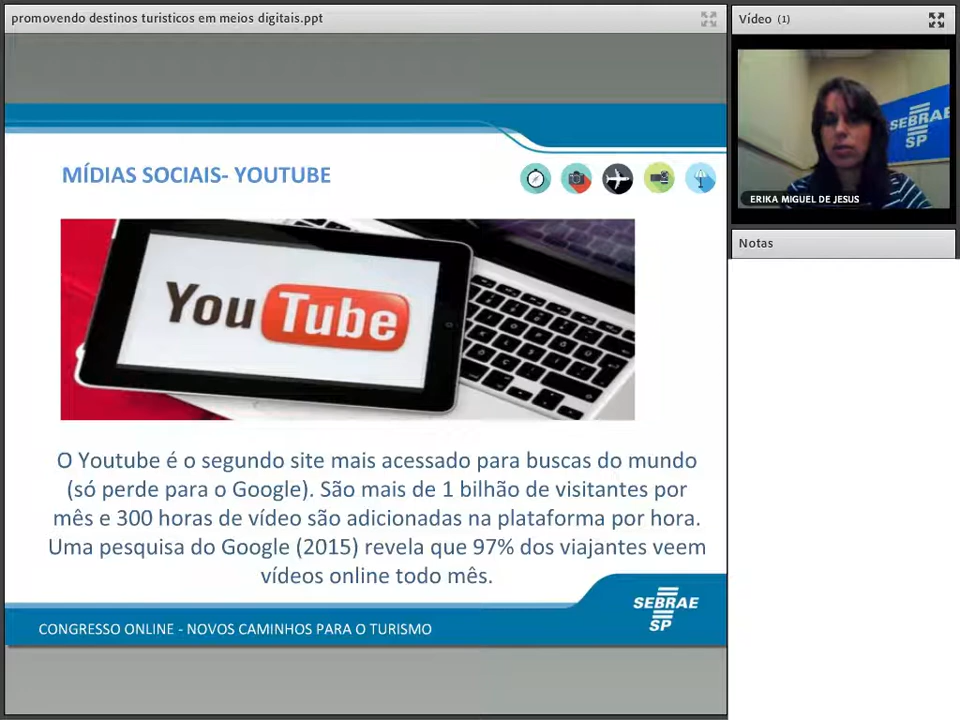 promovendo destinos turisticos em meios digitais.ppt
MÍDIAS SOCIAIS- YOUTUBE
YouTube
O Youtube é o segundo site mais acessado para buscas do mundo
(só perde para o Google). São mais de 1 bilhão de visitantes por
mês e 300 horas de vídeo são adicionadas na plataforma por hora.
Uma pesquisa do Google (2015) revela que 97% dos viajantes veem
vídeos online todo mês.
SEBRAE
SP
CONGRESSO ONLINE - NOVOS CAMINHOS PARA O TURISMO
Vídeo (1)
SEBRAE
SP
ERIKA MIGUEL DE JESUS
Notas